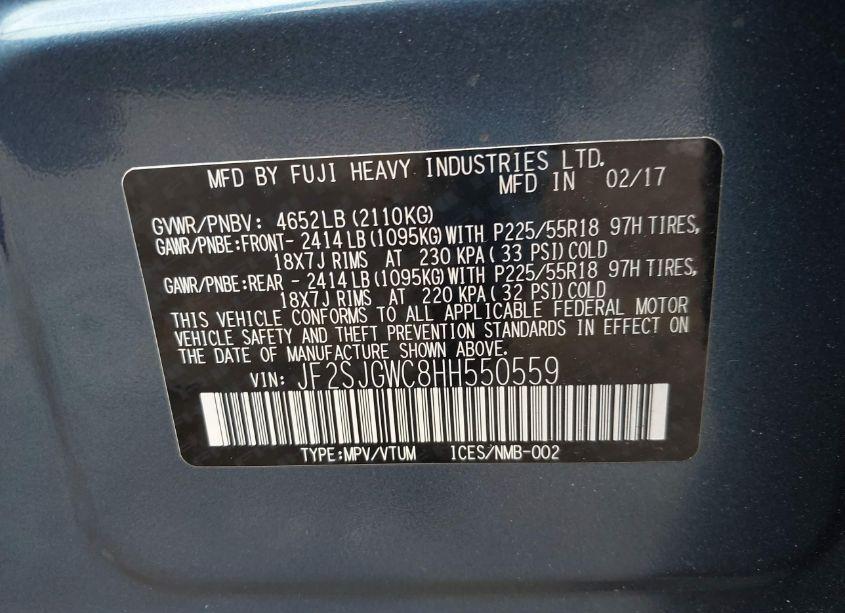 MFD BY FUJI HEAVY INDUSTRIES LTD.
MFD IN 02/17
GVWR/PNBV: 4652LB(2110KG)
GAWR/PNBE:FRONT- 2414LB(1095KG)WITH P225/55R18 97H TIRES,
18X7J RIMS AT 230 KPA( 33 PSI)COLD
GAWR/PNBE:REAR - 2414LB(1095KG)WITH P225/55R18 97H TIRES,
18X7J RIMS AT 220 KPA( 32 PSI)COLD
THIS VEHICLE CONFORMS TO ALL APPLICABLE FEDERAL MOTOR
VEHICLE SAFETY AND THEFT PREVENTION STANDARDS IN EFFECT ON
THE DATE OF MANUFACTURE SHOWN ABOVE.
VIN: JF2SJGWC8HH550559
TYPE:MPV/VTUM ICES/NMB-002